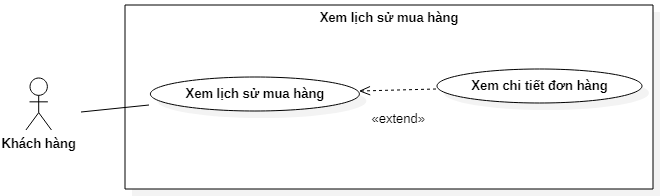 Xem lịch sử mua hàng
Xem lịch sử mua hàng
Xem chi tiết đơn hàng
«extend»
Khách hàng